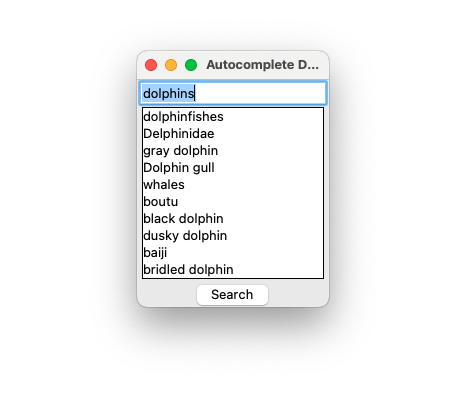 Autocomplete D...
dolphins
dolphinfishes
Delphinidae
gray dolphin
Dolphin gull
whales
boutu
black dolphin
dusky dolphin
baiji
bridled dolphin
Search